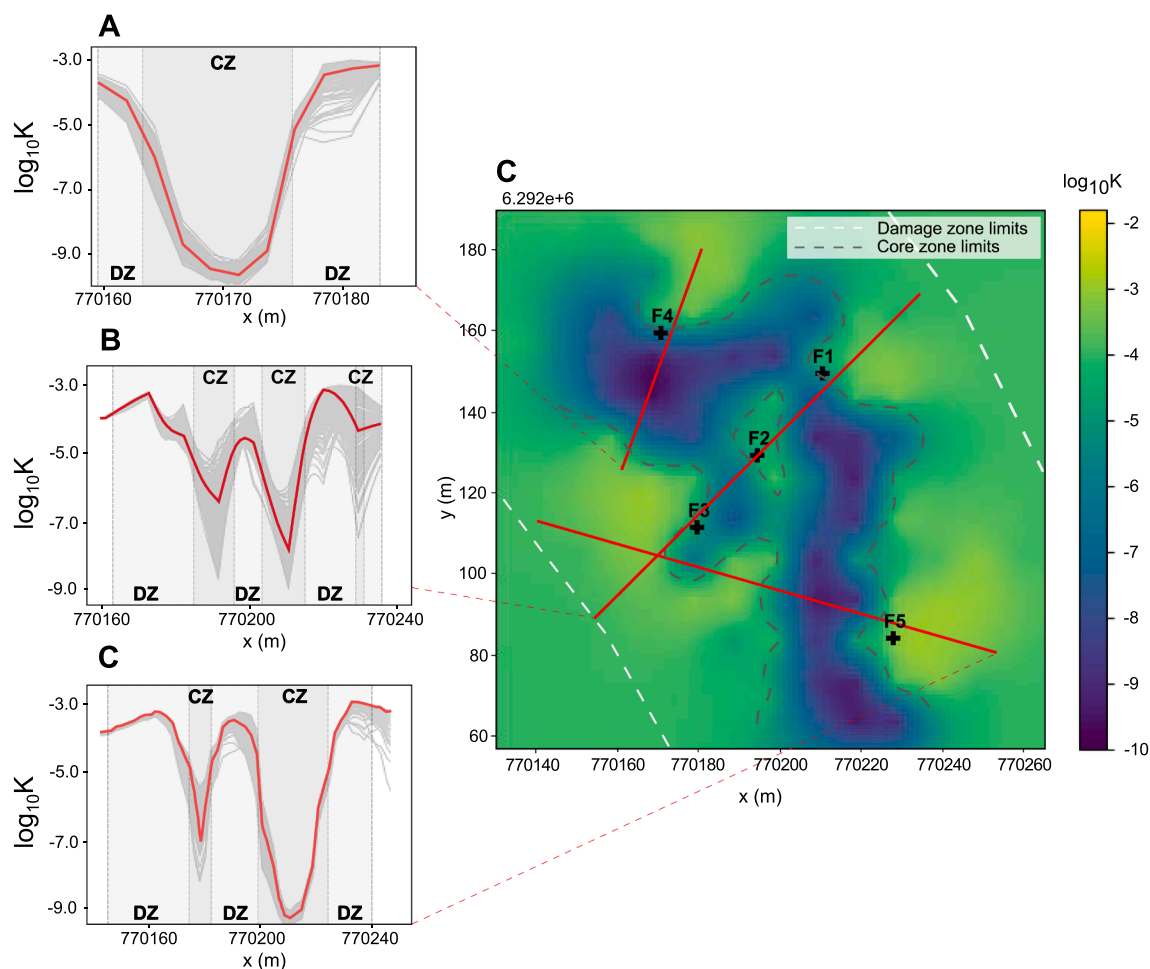 A
CZ
-3.0
-5.0
-7.0
-9.0
log₁₀K
DZ
DZ
770160
770171
770180
x (m)
B
CZ
CZ
CZ
-3.0
-5.0
-7.0
-9.0
log₁₀K
DZ
DZ
DZ
770160
770200
770240
x (m)
C
CZ
CZ
-3.0
-5.0
-7.0
-9.0
log₁₀K
DZ
DZ
DZ
770160
770200
770240
x (m)
C
6.292e+6
Damage zone limits
Core zone limits
180
160
140
120
100
80
60
y (m)
F4
F1
F2
F3
F5
770140
770160
770180
770200
770220
770240
770260
x (m)
log₁₀K
-2
-3
-4
-5
-6
-7
-8
-9
-10